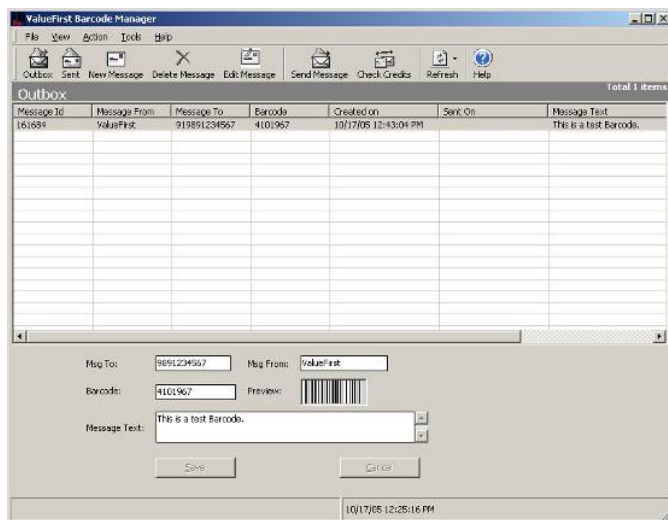 ValueFirst Barcode Manager
File View Action Tools Help
Outbox Sent New Message Delete Message Edit Message Send Message Check Credits Refresh Help
Outbox Total 1 items
Message Id Message From Message To Barcode Created on Sent On Message Text
161684 ValueFirst 919891234567 4101967 10/17/05 12:43:04 PM This is a test Barcode.
Msg To: 9891234567 Msg From: ValueFirst
Barcode: 4101967 Preview:
Message Text: This is a test Barcode.
Save Cancel
10/17/05 12:25:16 PM